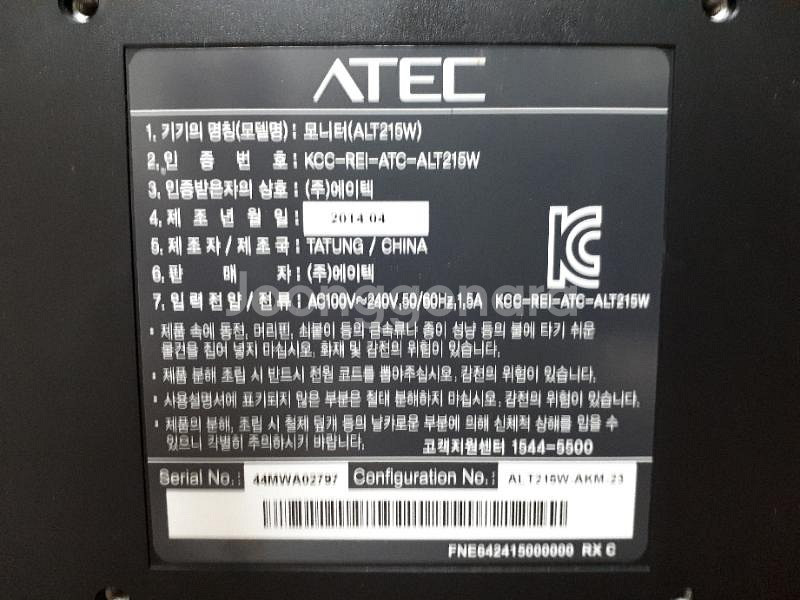 ATEC
1. 기기의 명칭(모델명) : 모니터(ALT215W)
2. 인 증 번 호 : KCC-REI-ATC-ALT215W
3. 인증받은자의 상호 : (주)에이텍
4. 제 조 년 월 일 : 2014 04
5. 제 조 자 / 제 조 국 : TATUNG / CHINA
6. 판 매 자 : (주)에이텍
7. 입 력 전 압 / 전 류 : AC100V~240V,50/60Hz,1.5A KCC-REI-ATC-ALT215W
Joonggonara
• 제품 속에 동전, 머리핀, 쇠붙이 등의 금속류나 종이 성냥 등의 불에 타기 쉬운
물건을 집어 넣지 마십시오, 화재 및 감전의 위험이 있습니다.
• 제품 분해 조립 시 반드시 전원 코드를 뽑아주십시오, 감전의 위험이 있습니다.
• 사용설명서에 표기되지 않은 부분은 절대 분해하지 마십시오, 감전의 위험이 있습니다.
• 제품의 분해, 조립 시 철제 덮개 등의 날카로운 부분에 의해 신체적 상해를 입을 수
있으니 각별히 주의하시키 바랍니다. 고객지원센터 1544-5500
Serial No. : 44MWA02797 Configuration No. : ALT215W-AKM-23
FNE642415000000 RX C